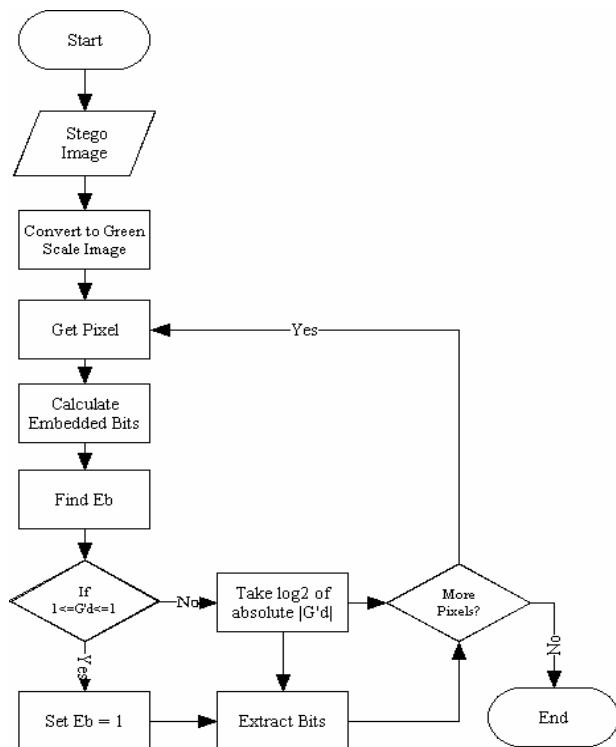 Start
Stego
Image
Convert to Green
Scale Image
Get Pixel
Yes
Calculate
Embedded Bits
Find Eb
If
1<=G'd<=1
No
Take log2 of
absolute |G'd|
More
Pixels?
No
Yes
Set Eb = 1
Extract Bits
End